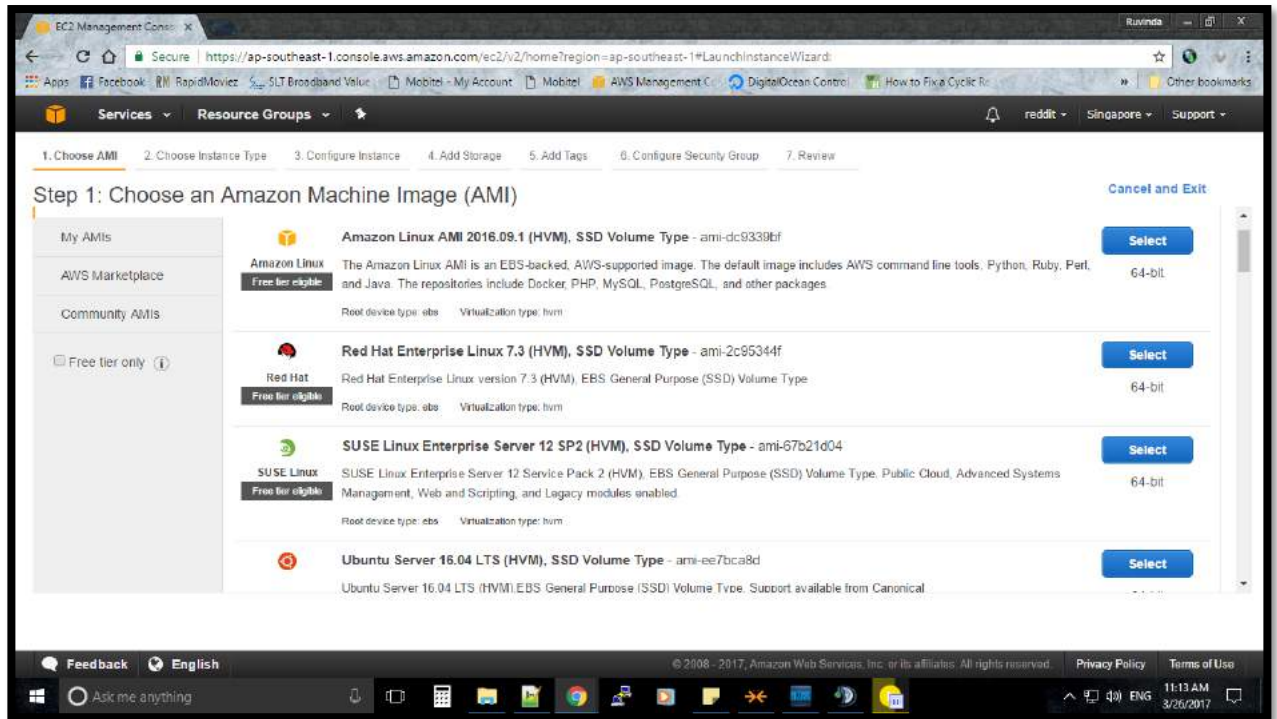 EC2 Management Cons
Ruvinda
Secure https://ap-southeast-1.console.aws.amazon.com/ec2/v2/home?region=ap-southeast-1#LaunchInstanceWizard:
Apps Facebook RapidMoviez SLT Broadband Value Mobitel - My Account Mobitel AWS Management C DigitalOcean Control How to Fix a Cyclic Re » Other bookmarks
Services Resource Groups reddit Singapore Support
1. Choose AMI 2. Choose Instance Type 3. Configure Instance 4. Add Storage 5. Add Tags 6. Configure Security Group 7. Review
Step 1: Choose an Amazon Machine Image (AMI)
Cancel and Exit
My AMIs
AWS Marketplace
Community AMIs
Free tier only
Amazon Linux
Free tier eligible
Amazon Linux AMI 2016.09.1 (HVM), SSD Volume Type - ami-dc9339bf
The Amazon Linux AMI is an EBS-backed, AWS-supported image. The default image includes AWS command line tools, Python, Ruby, Perl,
and Java. The repositories include Docker, PHP, MySQL, PostgreSQL, and other packages.
Root device type: ebs Virtualization type: hvm
Select
64-bit
Red Hat
Free tier eligible
Red Hat Enterprise Linux 7.3 (HVM), SSD Volume Type - ami-2c95344f
Red Hat Enterprise Linux version 7.3 (HVM), EBS General Purpose (SSD) Volume Type
Root device type: ebs Virtualization type: hvm
Select
64-bit
SUSE Linux
Free tier eligible
SUSE Linux Enterprise Server 12 SP2 (HVM), SSD Volume Type - ami-67b21d04
SUSE Linux Enterprise Server 12 Service Pack 2 (HVM), EBS General Purpose (SSD) Volume Type. Public Cloud, Advanced Systems
Management, Web and Scripting, and Legacy modules enabled.
Root device type: ebs Virtualization type: hvm
Select
64-bit
Ubuntu Server 16.04 LTS (HVM), SSD Volume Type - ami-ee7bca8d
Ubuntu Server 16.04 LTS (HVM),EBS General Purpose (SSD) Volume Type. Support available from Canonical
Select
Feedback English
© 2008 - 2017, Amazon Web Services, Inc. or its affiliates. All rights reserved. Privacy Policy Terms of Use
Ask me anything
ENG
11:13 AM
3/26/2017